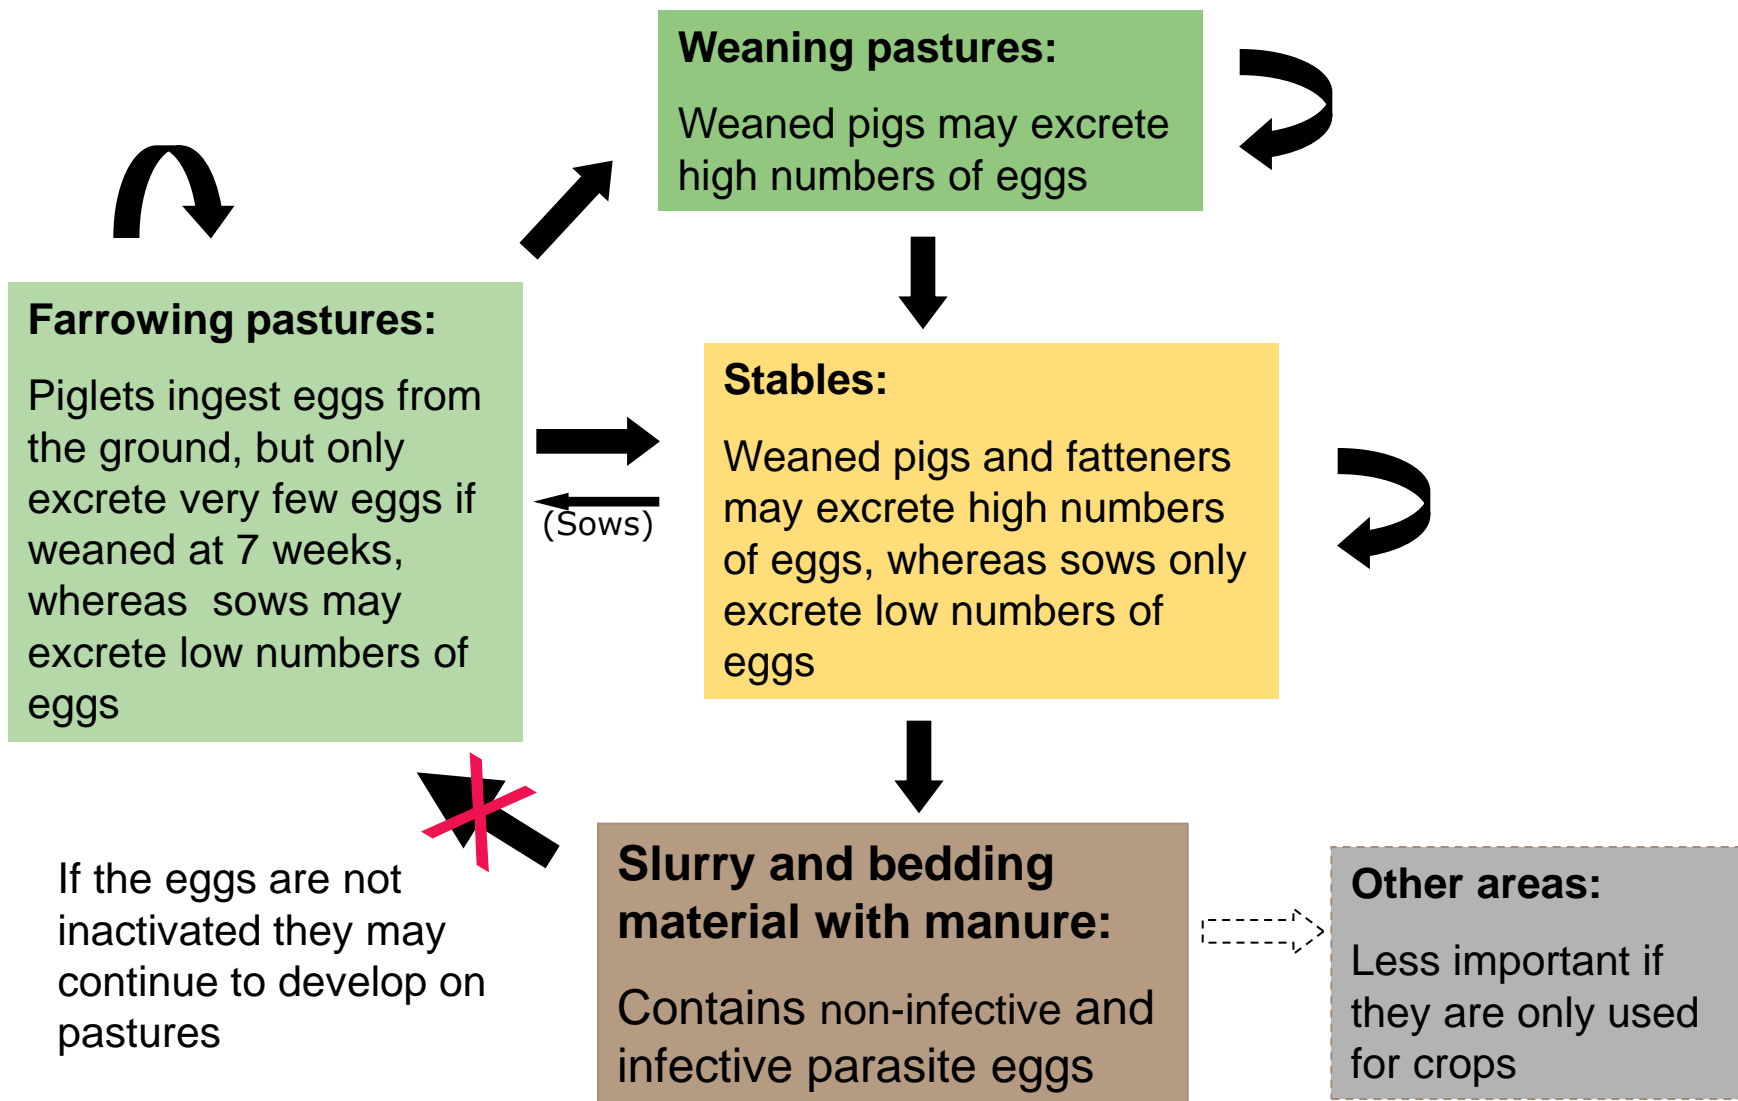 Weaning pastures:
Weaned pigs may excrete
high numbers of eggs
Farrowing pastures:
Piglets ingest eggs from
the ground, but only
excrete very few eggs if
weaned at 7 weeks,
whereas  sows may
excrete low numbers of
eggs
(Sows)
Stables:
Weaned pigs and fatteners
may excrete high numbers
of eggs, whereas sows only
excrete low numbers of
eggs
If the eggs are not
inactivated they may
continue to develop on
pastures
Slurry and bedding
material with manure:
Contains non-infective and
infective parasite eggs
Other areas:
Less important if
they are only used
for crops